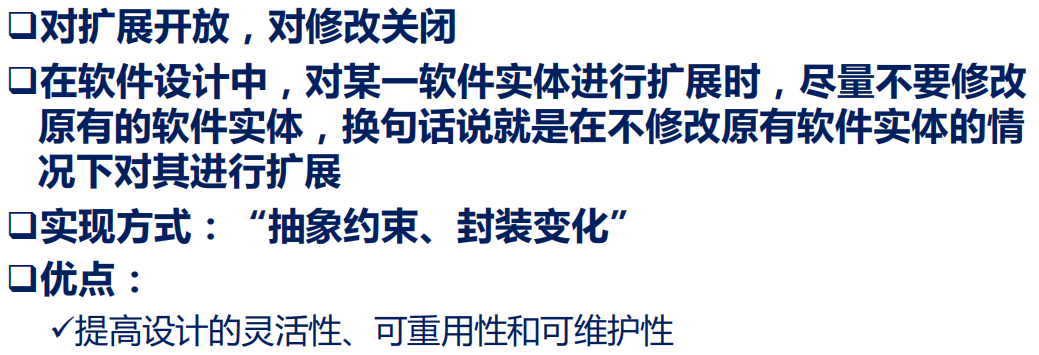 ❑对扩展开放，对修改关闭
❑在软件设计中，对某一软件实体进行扩展时，尽量不要修改
原有的软件实体，换句话说就是在不修改原有软件实体的情
况下对其进行扩展
❑实现方式：“抽象约束、封装变化”
❑优点：
✓提高设计的灵活性、可重用性和可维护性